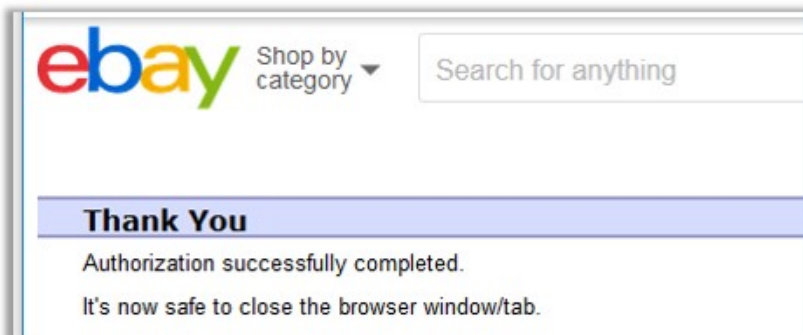 ebay
Shop by
category
Search for anything
Thank You
Authorization successfully completed.
It's now safe to close the browser window/tab.